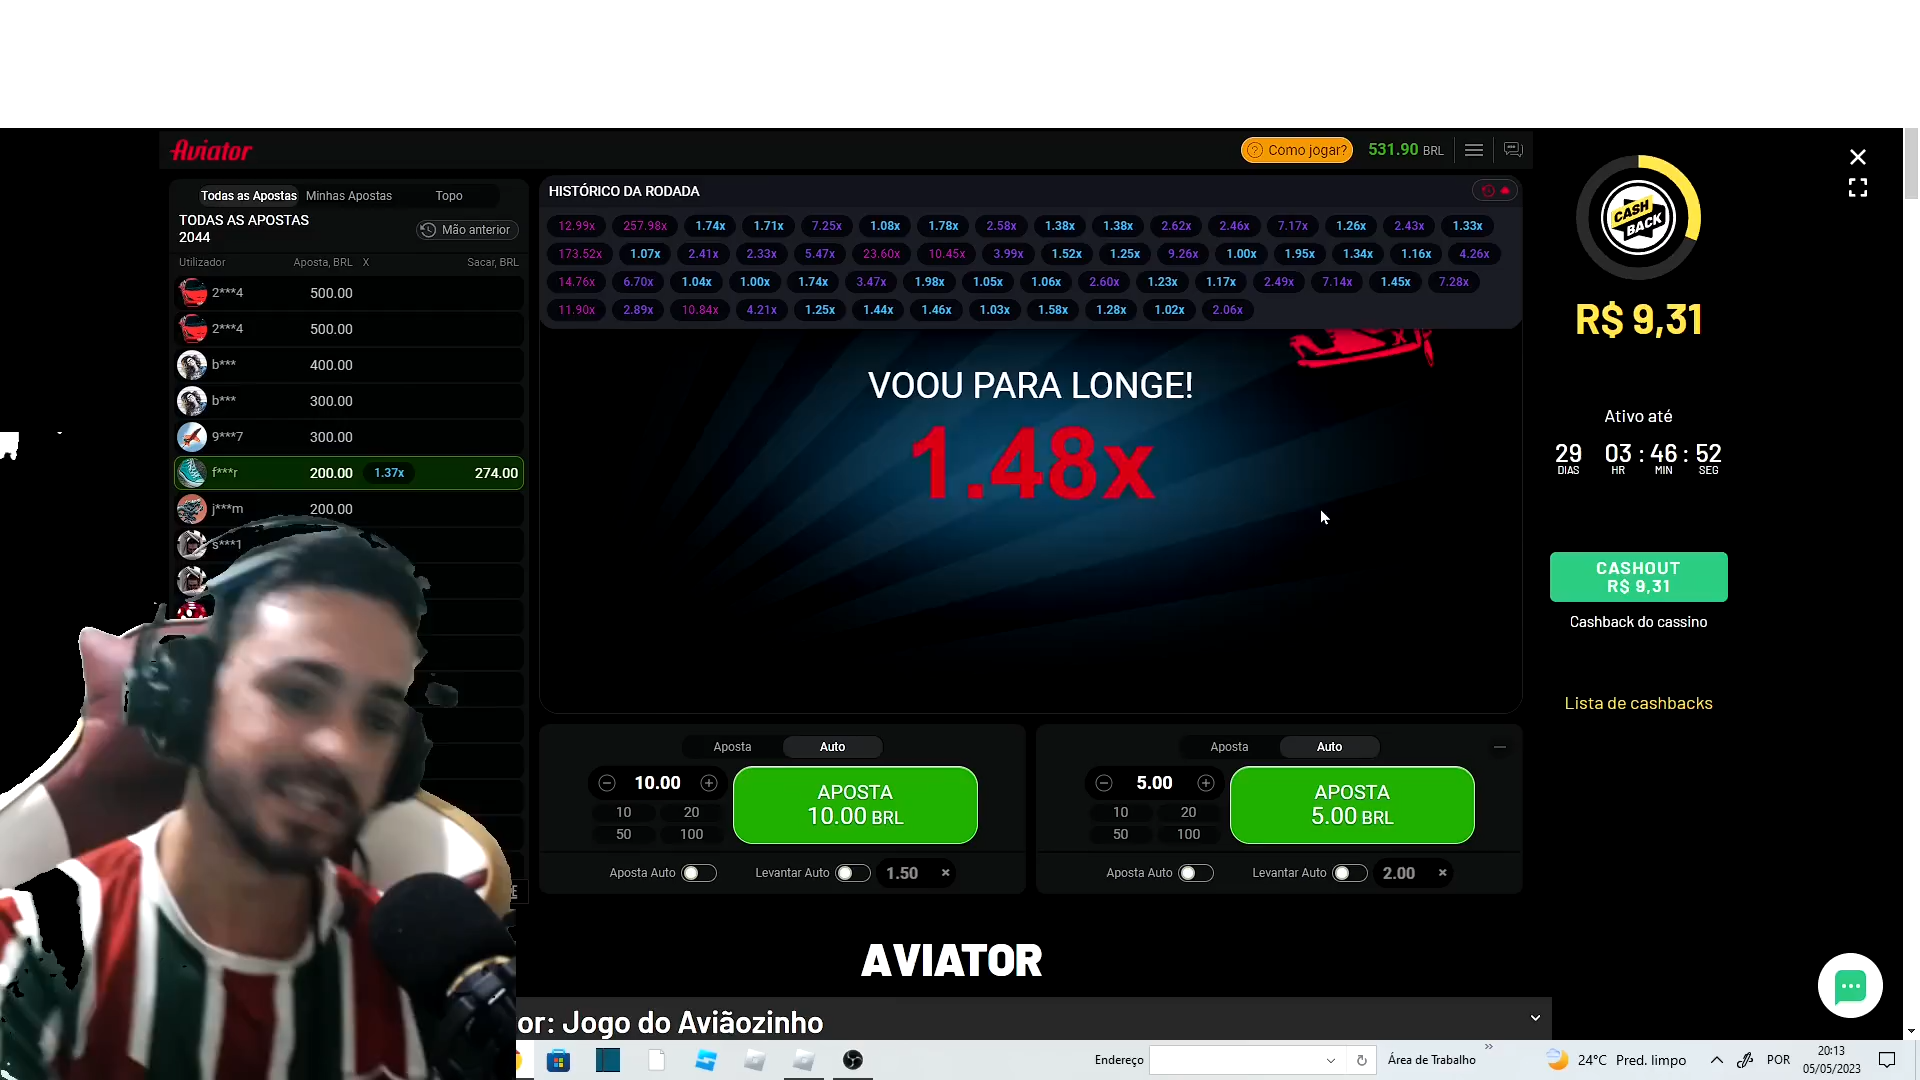 Aviator
Como jogar?
531.90 BRL
Todas as Apostas
Minhas Apostas
Topo
TODAS AS APOSTAS
2044
Mão anterior
Utilizador
Aposta, BRL
X
Sacar, BRL
2***4 500.00
2***4 500.00
b*** 400.00
b*** 300.00
9***7 300.00
f***r 200.00 1.37x 274.00
j***m 200.00
s***1
HISTÓRICO DA RODADA
12.99x 257.98x 1.74x 1.71x 7.25x 1.08x 1.78x 2.58x 1.38x 1.38x 2.62x 2.46x 7.17x 1.26x 2.43x 1.33x
173.52x 1.07x 2.41x 2.33x 5.47x 23.60x 10.45x 3.99x 1.52x 1.25x 9.26x 1.00x 1.95x 1.34x 1.16x 4.26x
14.76x 6.70x 1.04x 1.00x 1.74x 3.47x 1.98x 1.05x 1.06x 2.60x 1.23x 1.17x 2.49x 7.14x 1.45x 7.28x
11.90x 2.89x 10.84x 4.21x 1.25x 1.44x 1.46x 1.03x 1.58x 1.28x 1.02x 2.06x
VOOU PARA LONGE!
1.48x
Aposta Auto
10.00
10 20
50 100
APOSTA
10.00 BRL
Aposta Auto
Levantar Auto
1.50
Aposta Auto
5.00
10 20
50 100
APOSTA
5.00 BRL
Aposta Auto
Levantar Auto
2.00
CASH
BACK
R$ 9,31
Ativo até
29 03 : 46 : 52
DIAS HR MIN SEG
CASHOUT
R$ 9,31
Cashback do cassino
Lista de cashbacks
AVIATOR
or: Jogo do Aviãozinho
Endereço
Área de Trabalho
24°C Pred. limpo
POR
20:13
05/05/2023